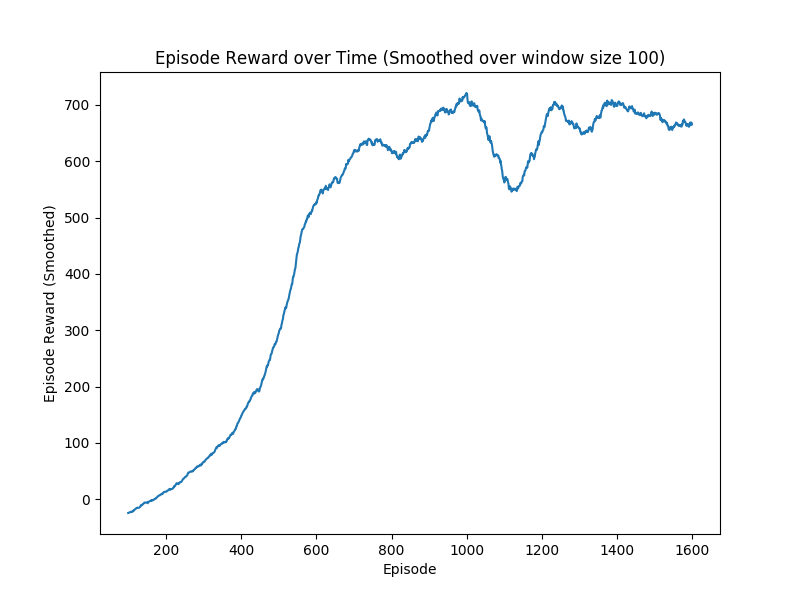 Episode Reward over Time (Smoothed over window size 100)
700
600
500
400
300
200
100
0
Episode Reward (Smoothed)
200 400 600 800 1000 1200 1400 1600
Episode